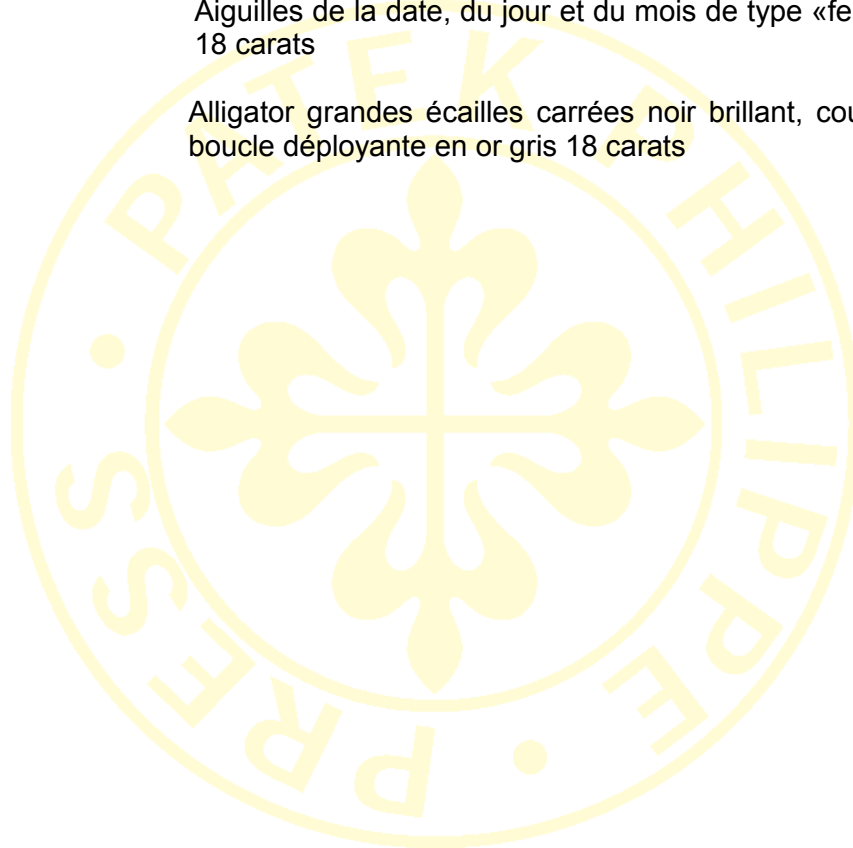 Aiguilles de la date, du jour et du mois de type «fe
18 carats
Alligator grandes écailles carrées noir brillant, cou
boucle déployante en or gris 18 carats
PATEK PHILIPPE • PRESS •